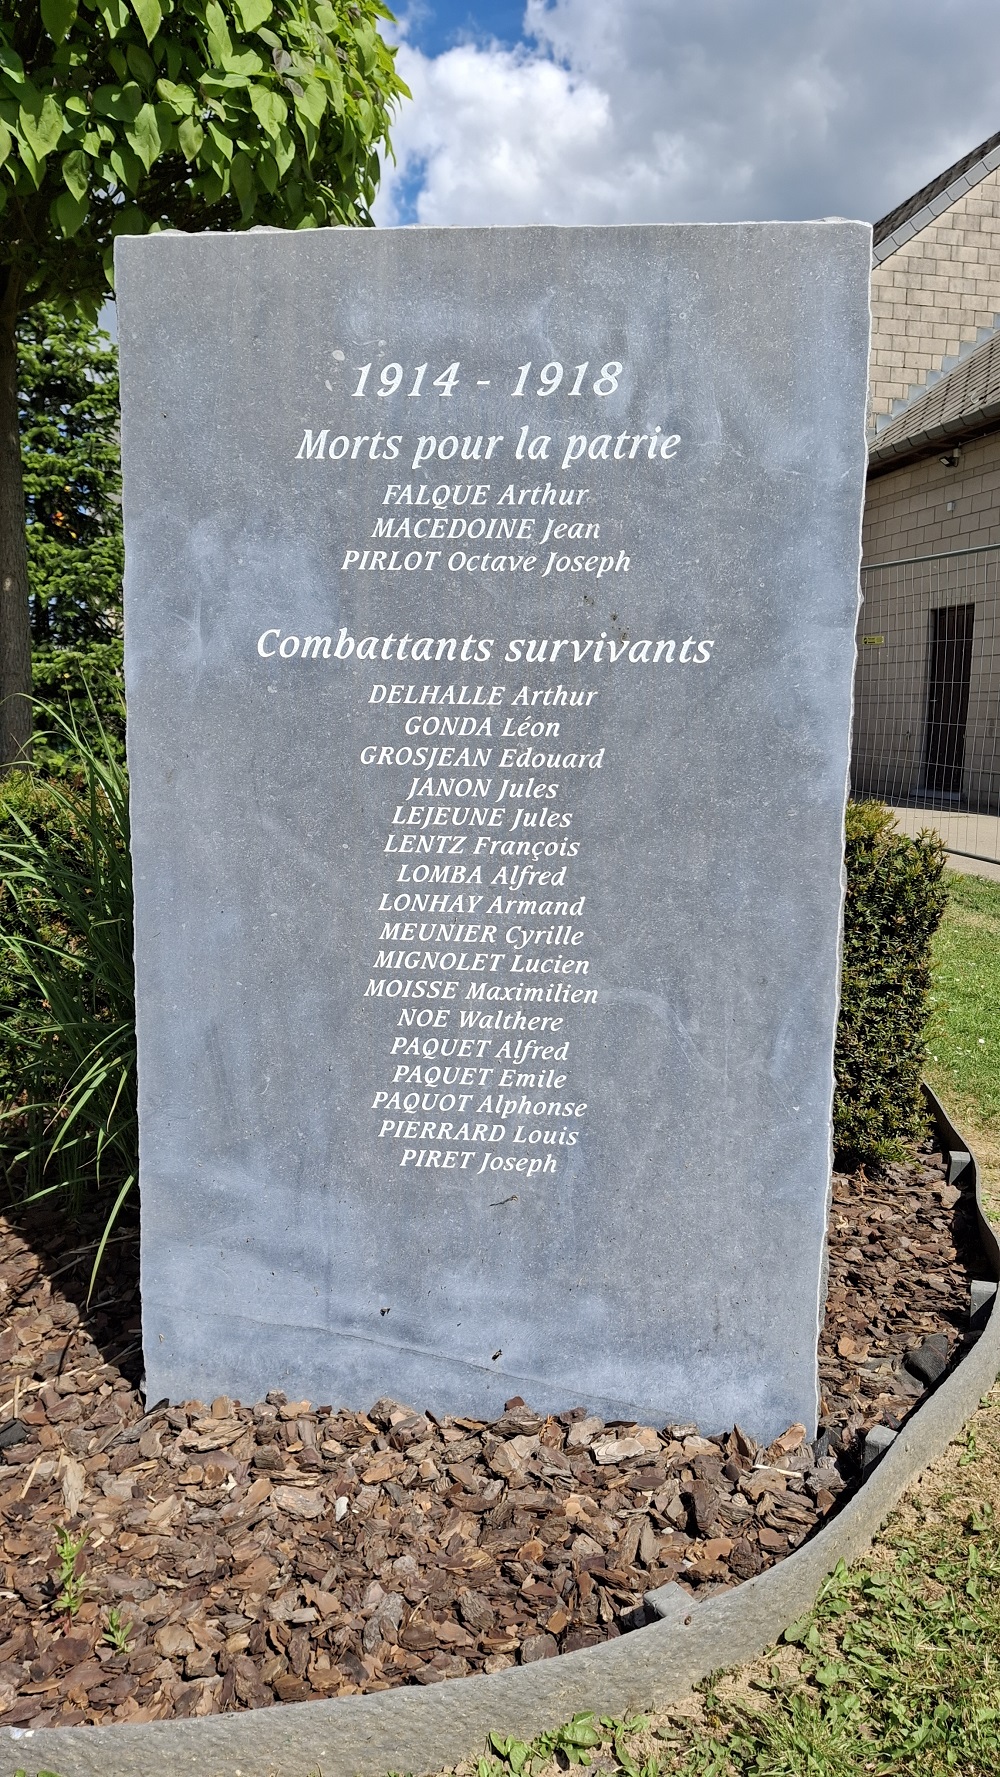 1914 - 1918
Morts pour la patrie
FALQUE Arthur
MACEDOINE Jean
PIRLOT Octave Joseph
Combattants survivants
DELHALLE Arthur
GONDA Léon
GROSJEAN Edouard
JANON Jules
LEJEUNE Jules
LENTZ François
LOMBA Alfred
LONHAY Armand
MEUNIER Cyrille
MIGNOLET Lucien
MOISSE Maximilien
NOE Walthere
PAQUET Alfred
PAQUET Emile
PAQUOT Alphonse
PIERRARD Louis
PIRET Joseph